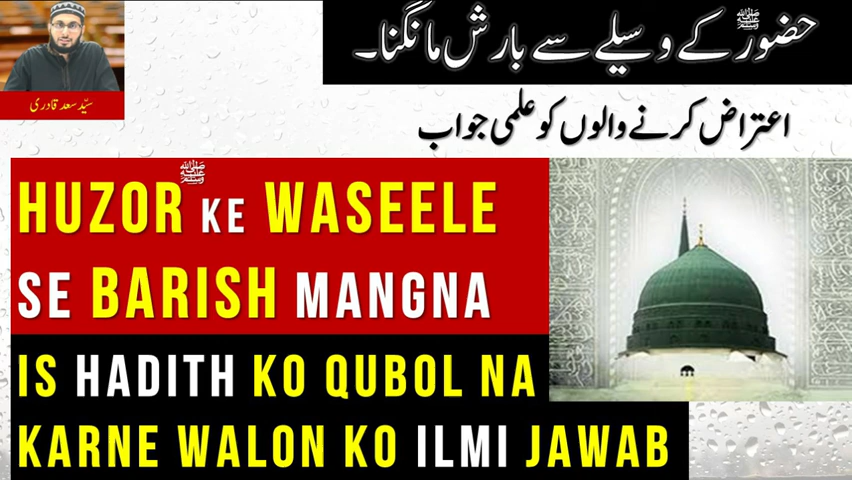 حضور ﷺ کے وسیلے سے بارش مانگنا۔
اعتراض کرنے والوں کو علمی جواب
سیّد سعد قادری
HUZOR ﷺ KE WASEELE
SE BARISH MANGNA
IS HADITH KO QUBOL NA
KARNE WALON KO ILMI JAWAB